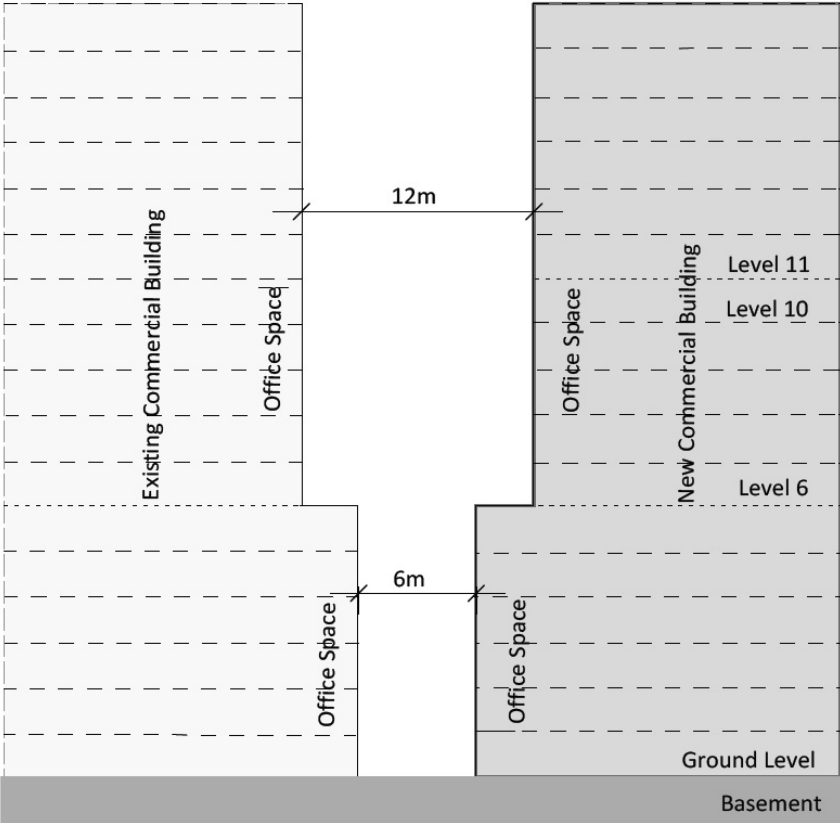 12m
Level 11
Level 10
Existing Commercial Building
Office Space
Office Space
New Commercial Building
Level 6
6m
Office Space
Office Space
Ground Level
Basement